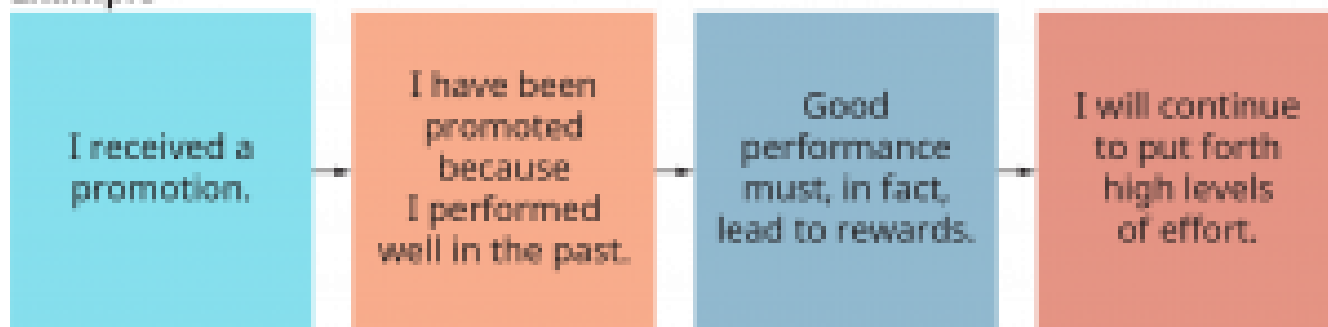 I received a
promotion.
I have been
promoted
because
I performed
well in the past.
Good
performance
must, in fact,
lead to rewards.
I will continue
to put forth
high levels
of effort.